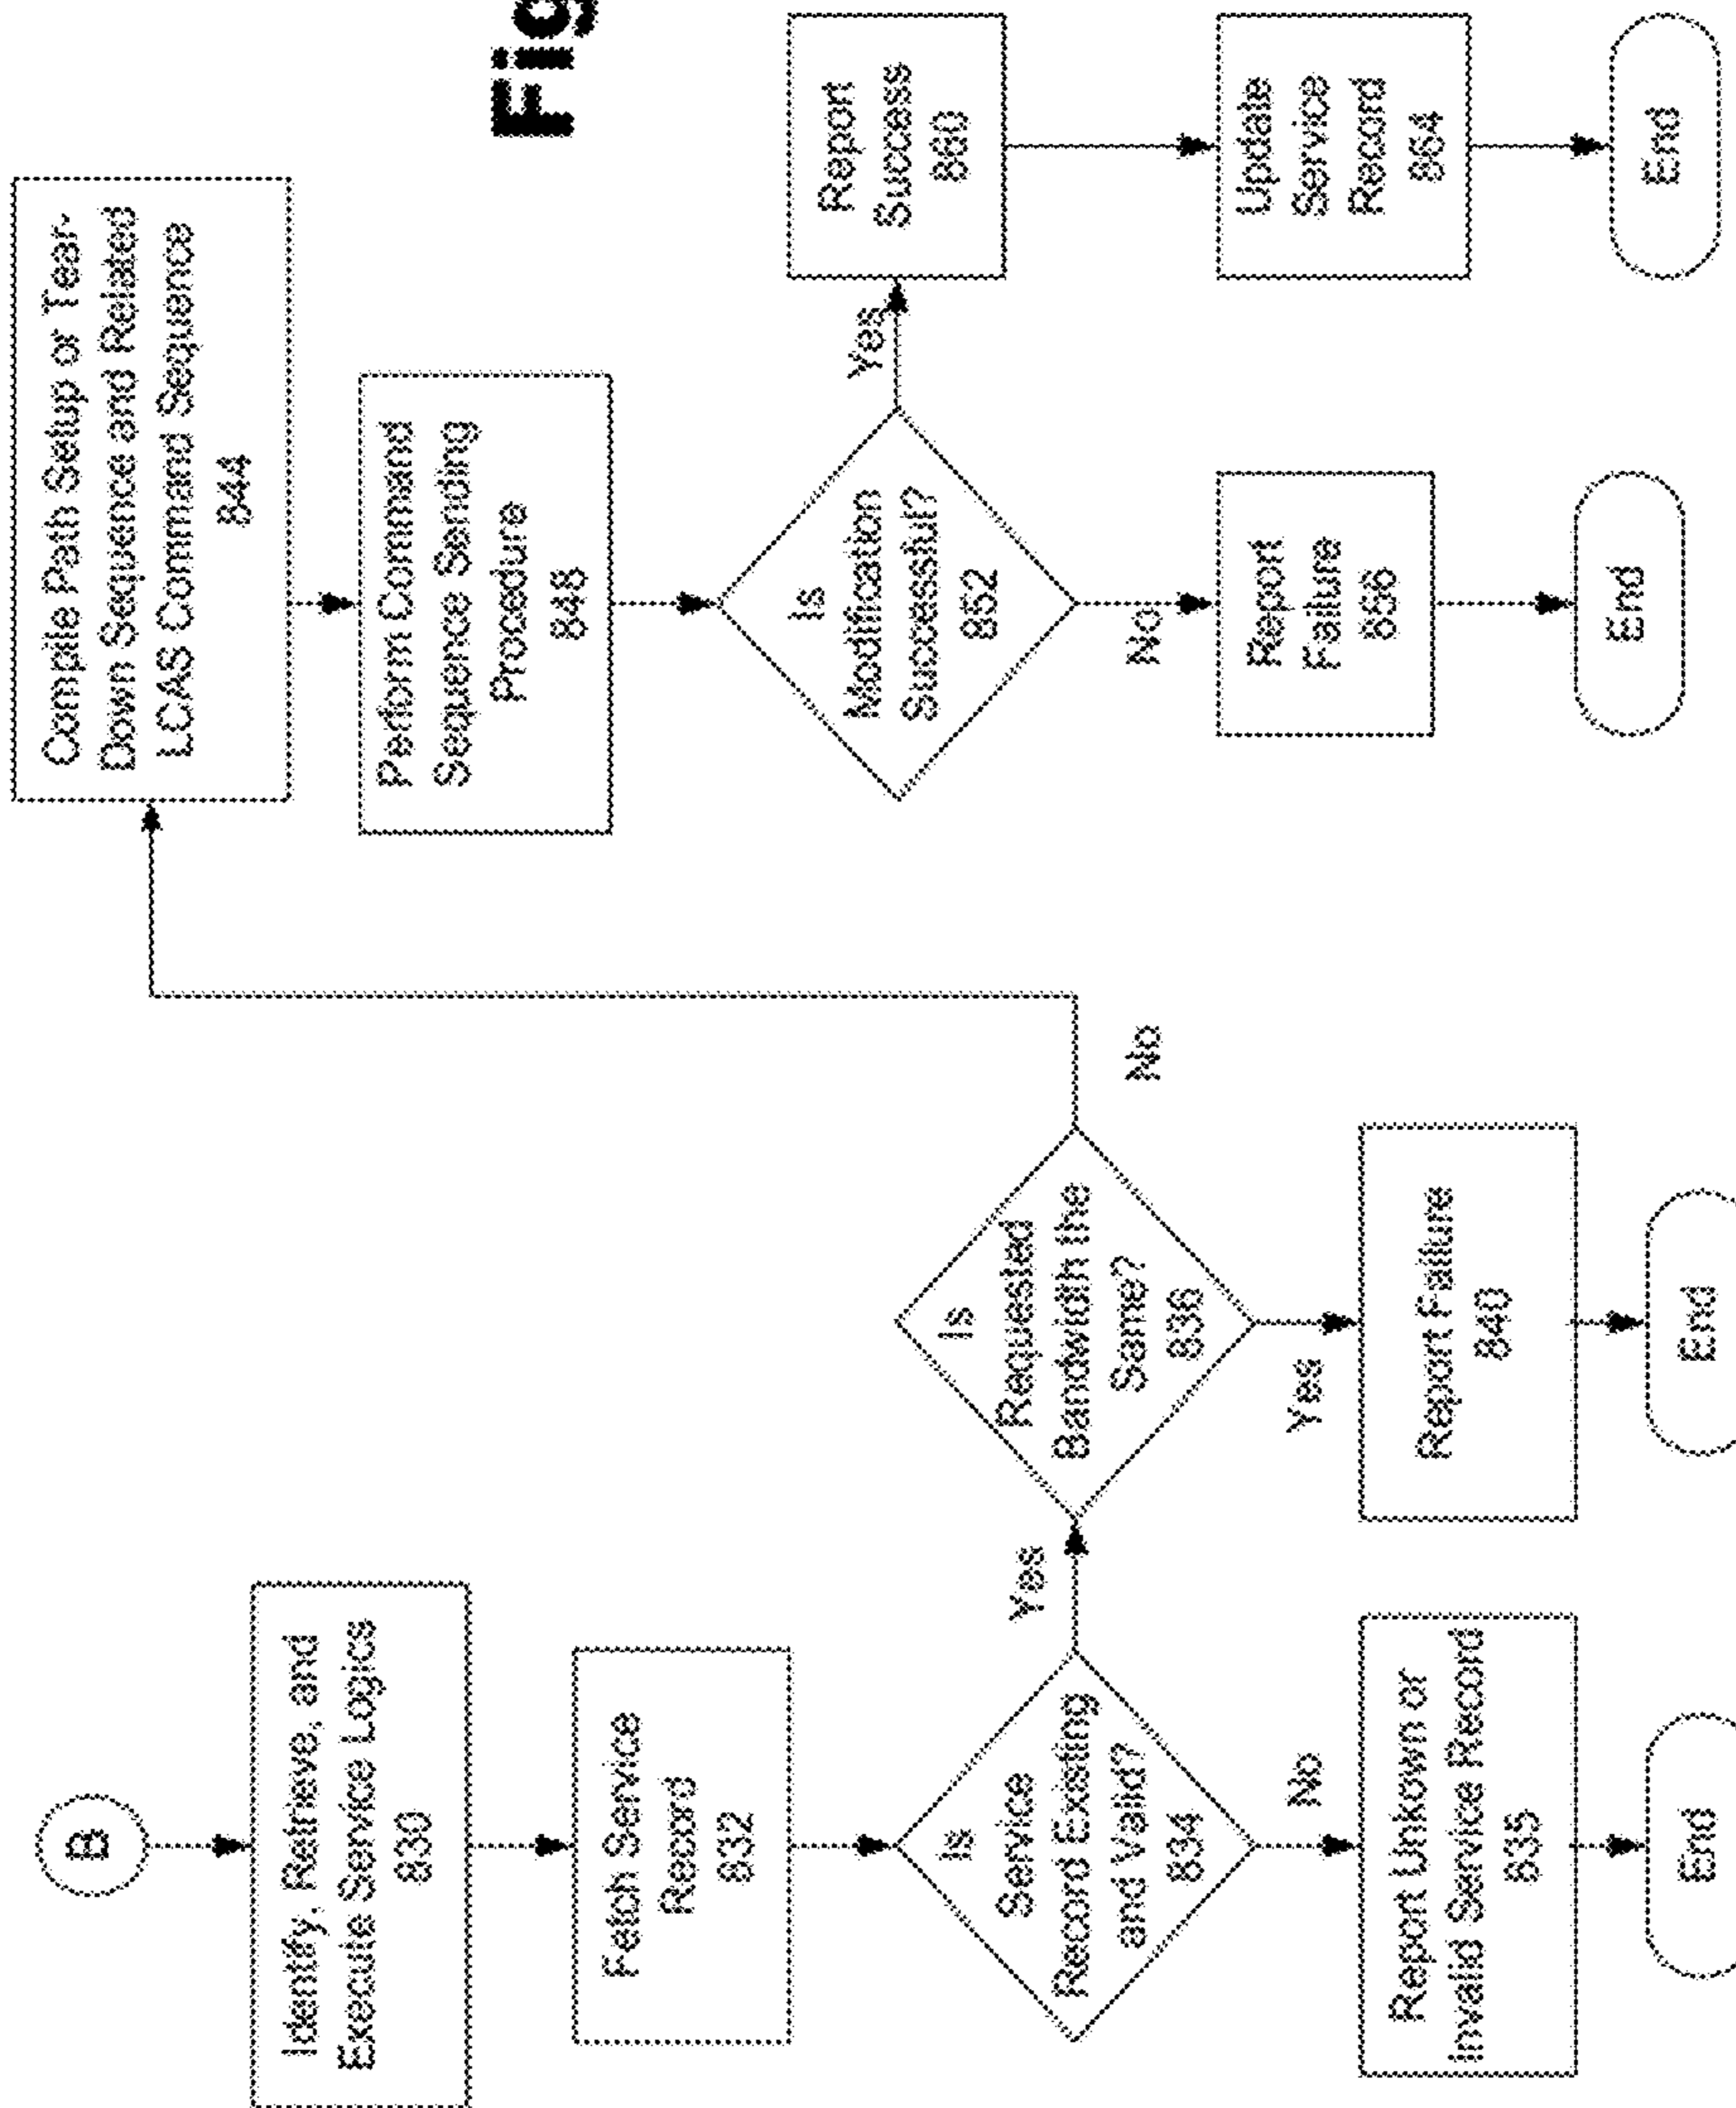 B
Identify, Retrieve, and
Execute Service Logics
830
Fetch Service
Record
832
Is
Service
Record Existing
and Valid?
834
Yes
No
Report Unkown or
Invalid Service Record
835
End
Is
Requested
Bandwidth the
Same?
836
Yes
No
Report Failure
840
End
Compile Path Setup or Tear-
Down Sequence and Related
LCAS Command Sequence
844
Perform Command
Sequence Sending
Procedure
848
Is
Modification
Successful?
852
Yes
No
Report
Failure
856
End
Report
Success
860
Update
Service
Record
864
End
Fig